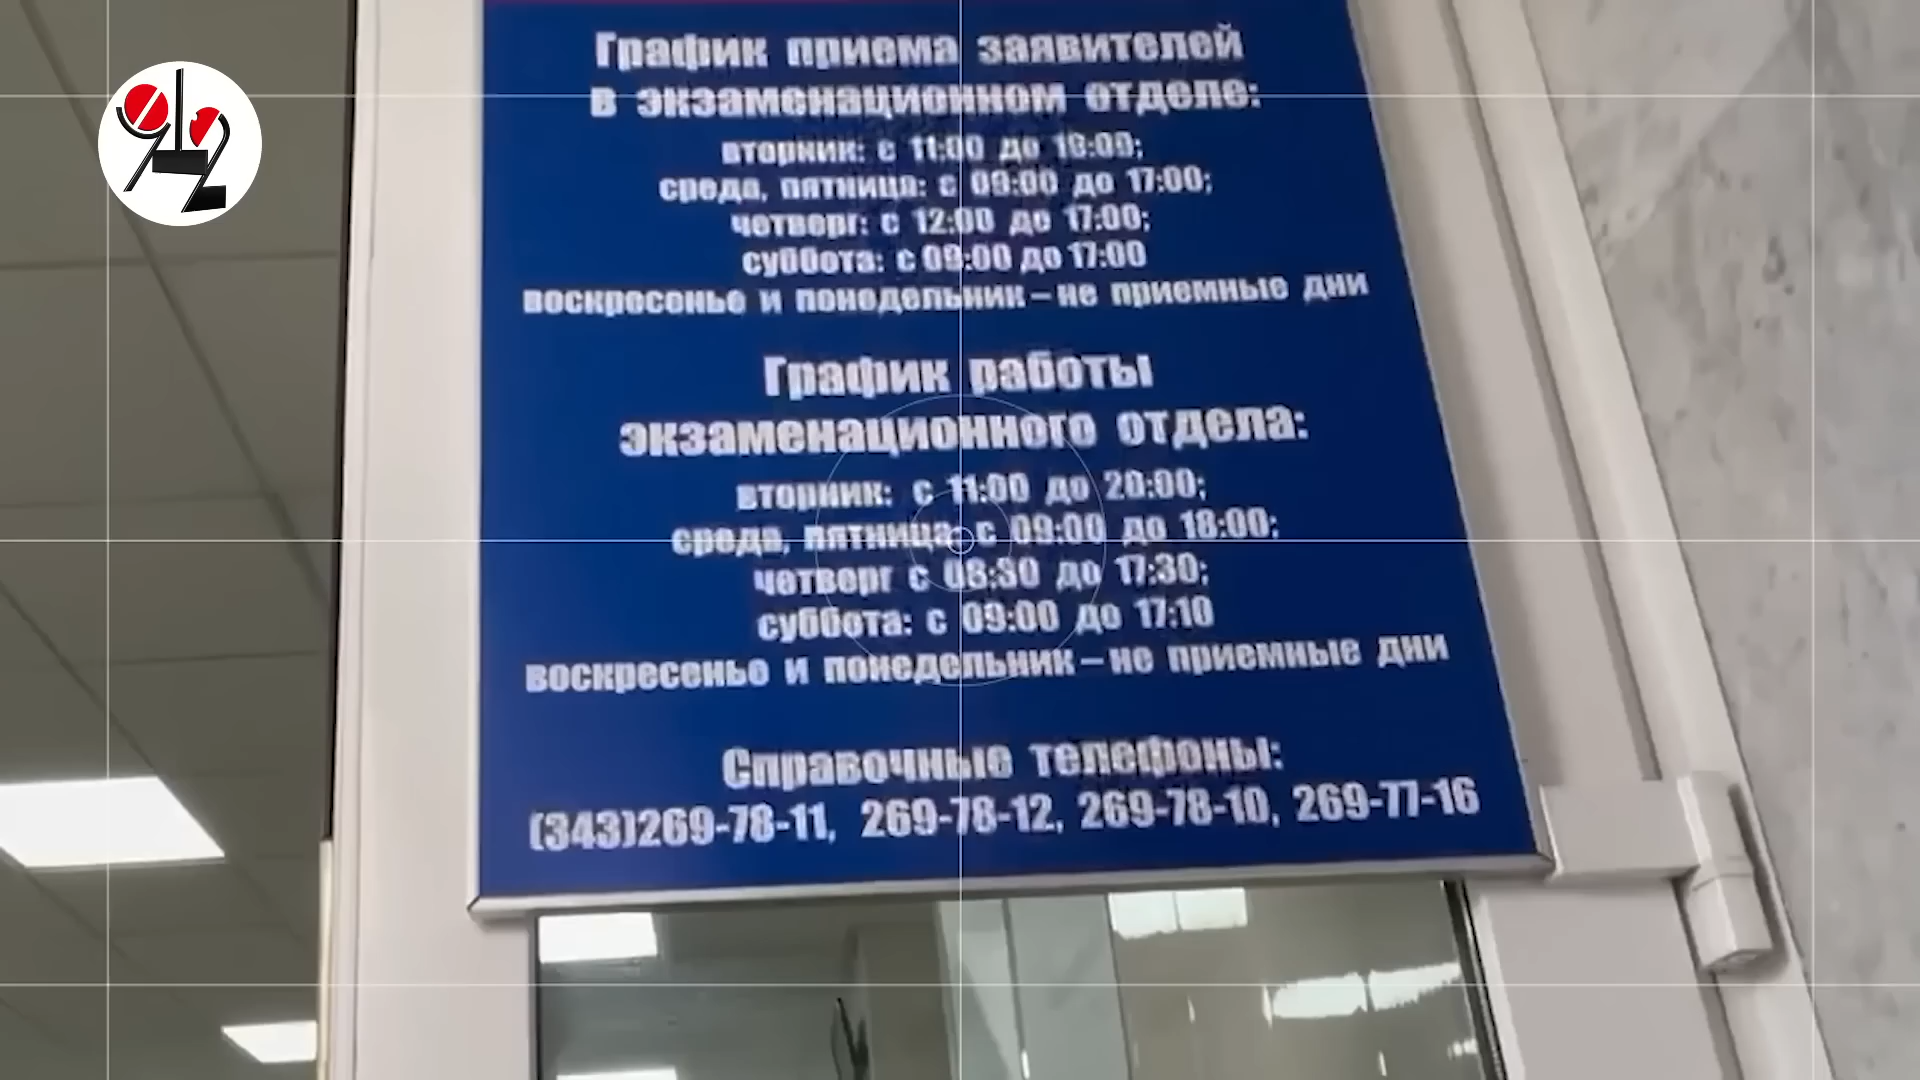 График приема заявителей
в экзаменационном отделе:
вторник: с 11:00 до
среда, пятница: с 09:00 до 17:00;
четверг: с 12:00 до 17:00;
суббота: с 09:00 до 17:00
воскресенье и понедельник – не приемные дни
График работы
экзаменационного отдела:
вторник: с 11:00 до 20:00;
среда, пятница: с 09:00 до 18:00;
четверг с 08:30 до 17:30;
суббота: с 09:00 до 17:10
воскресенье и понедельник – не приемные дни
Справочные телефоны:
(343)269-78-11, 269-78-12, 269-78-10, 269-77-16